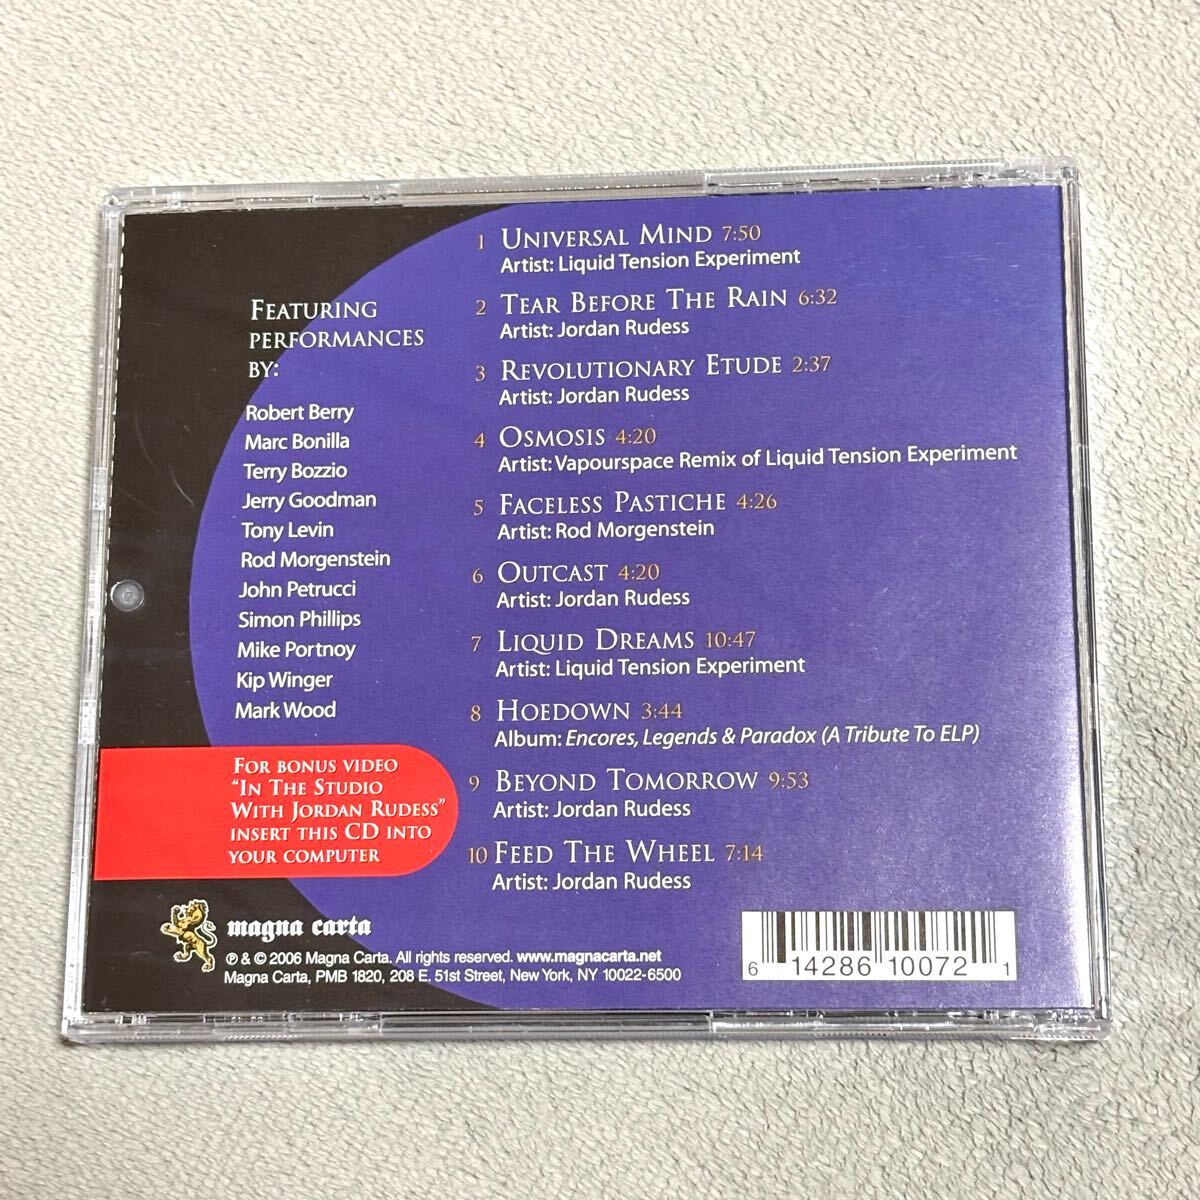 FEATURING
PERFORMANCES
BY:
Robert Berry
Marc Bonilla
Terry Bozzio
Jerry Goodman
Tony Levin
Rod Morgenstein
John Petrucci
Simon Phillips
Mike Portnoy
Kip Winger
Mark Wood
FOR BONUS VIDEO
“IN THE STUDIO
WITH JORDAN RUDESS”
INSERT THIS CD INTO
YOUR COMPUTER
1 UNIVERSAL MIND 7:50
Artist: Liquid Tension Experiment
2 TEAR BEFORE THE RAIN 6:32
Artist: Jordan Rudess
3 REVOLUTIONARY ETUDE 2:37
Artist: Jordan Rudess
4 OSMOSIS 4:20
Artist: Vapourspace Remix of Liquid Tension Experiment
5 FACELESS PASTICHE 4:26
Artist: Rod Morgenstein
6 OUTCAST 4:20
Artist: Jordan Rudess
7 LIQUID DREAMS 10:47
Artist: Liquid Tension Experiment
8 HOEDOWN 3:44
Album: Encores, Legends & Paradox (A Tribute To ELP)
9 BEYOND TOMORROW 9:53
Artist: Jordan Rudess
10 FEED THE WHEEL 7:14
Artist: Jordan Rudess
magna carta
℗ & © 2006 Magna Carta. All rights reserved. www.magnacarta.net
Magna Carta, PMB 1820, 208 E. 51st Street, New York, NY 10022-6500
6 14286 10072 1